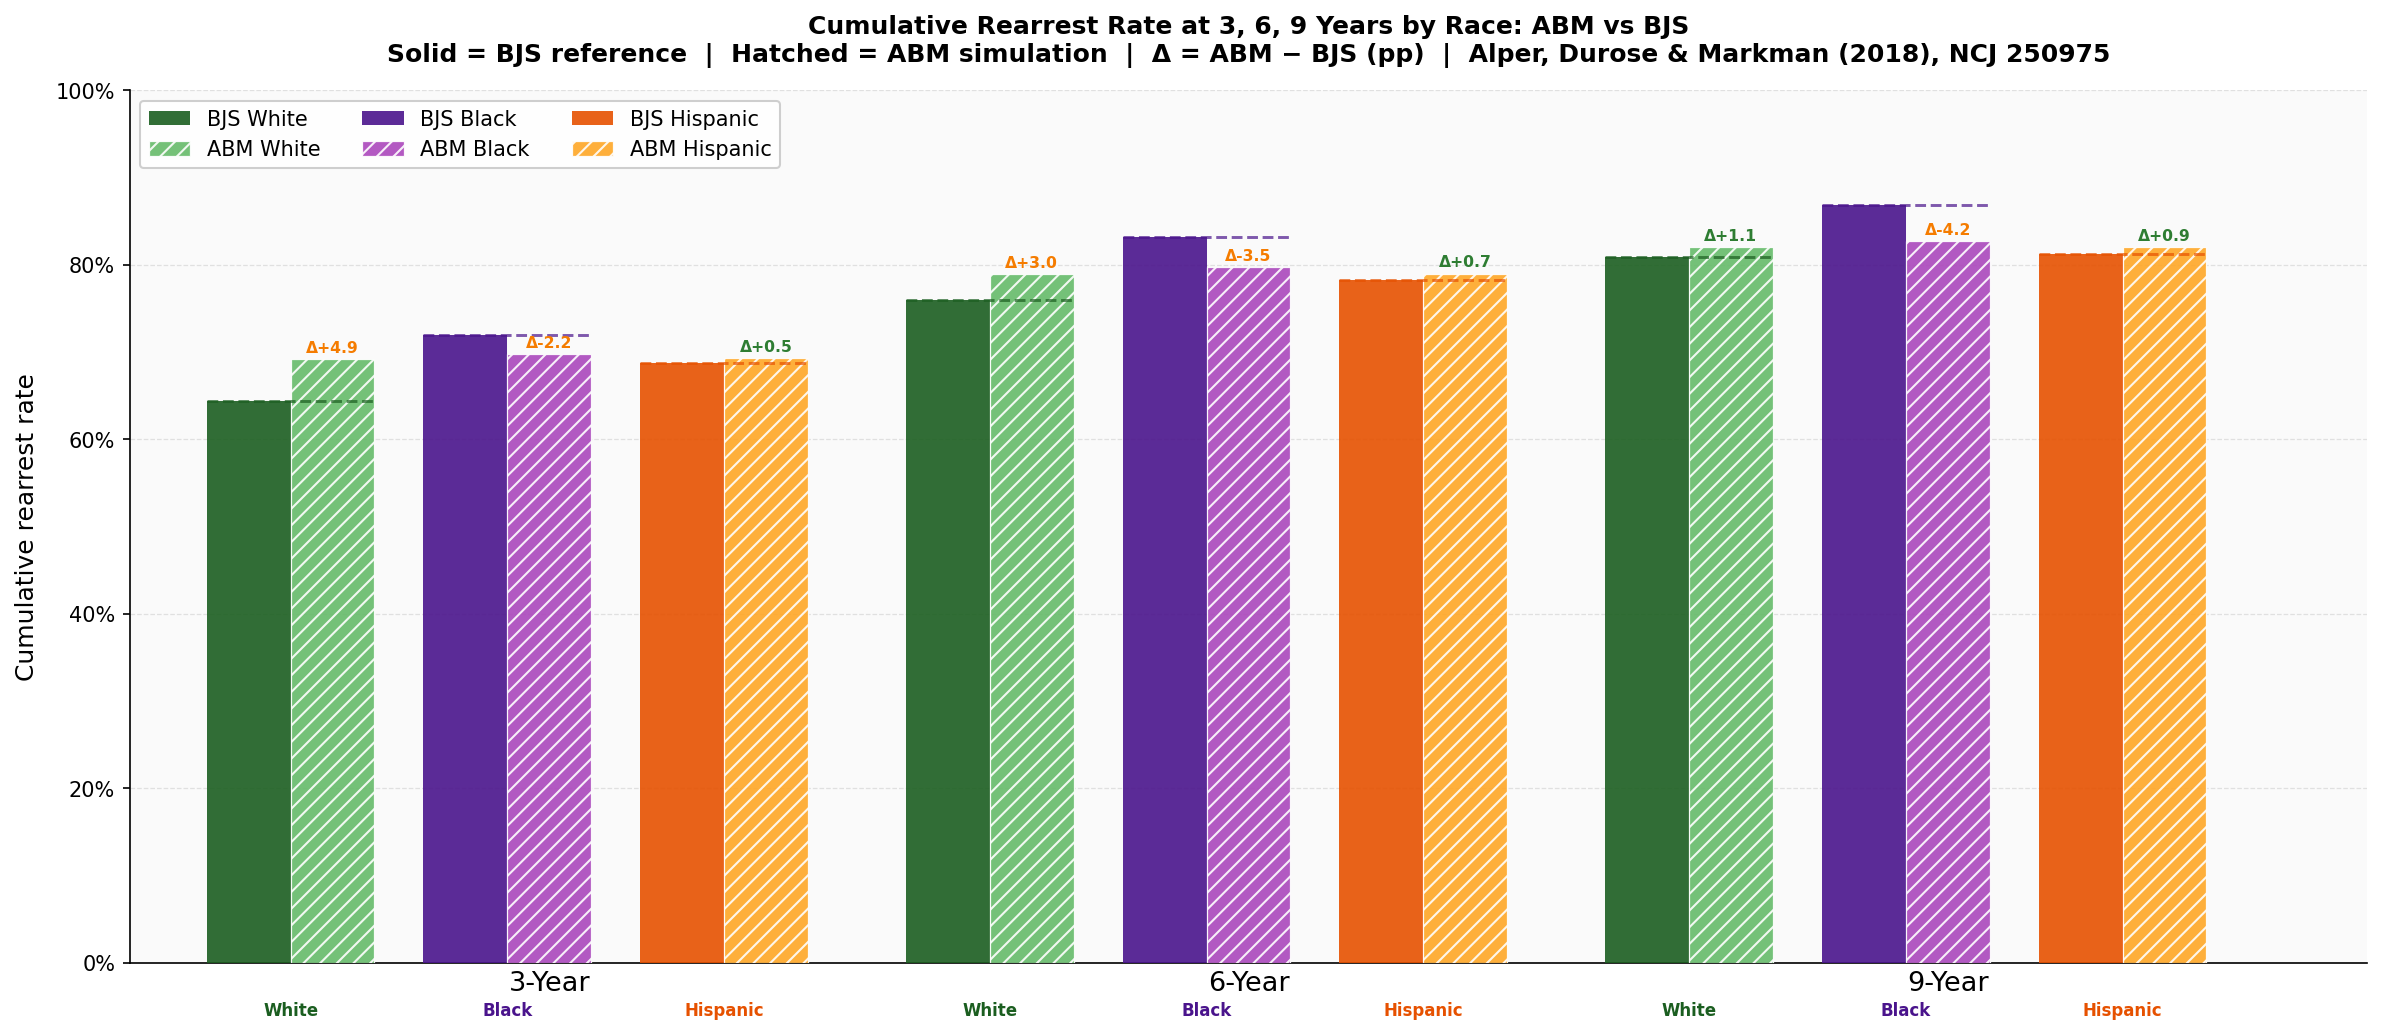 Cumulative Rearrest Rate at 3, 6, 9 Years by Race: ABM vs BJS
Solid = BJS reference | Hatched = ABM simulation | Δ = ABM − BJS (pp) | Alper, Durose & Markman (2018), NCJ 250975
Cumulative rearrest rate
100%
80%
60%
40%
20%
0%
BJS White
ABM White
BJS Black
ABM Black
BJS Hispanic
ABM Hispanic
Δ+4.9
Δ-2.2
Δ+0.5
Δ+3.0
Δ-3.5
Δ+0.7
Δ+1.1
Δ-4.2
Δ+0.9
3-Year
6-Year
9-Year
White
Black
Hispanic
White
Black
Hispanic
White
Black
Hispanic